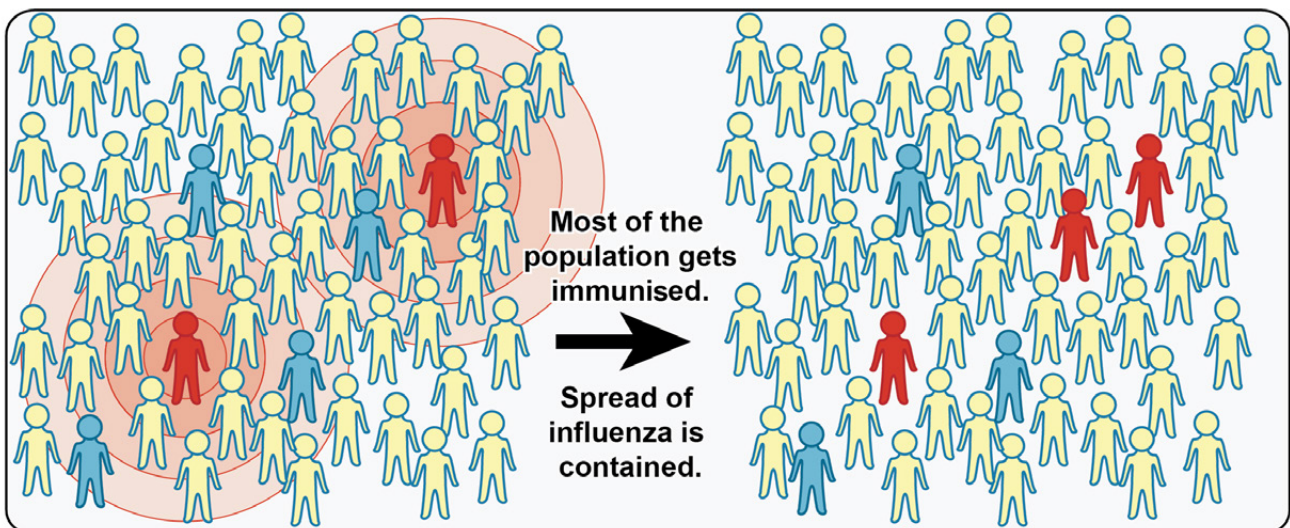 Most of the
population gets
immunised.
Spread of
influenza is
contained.